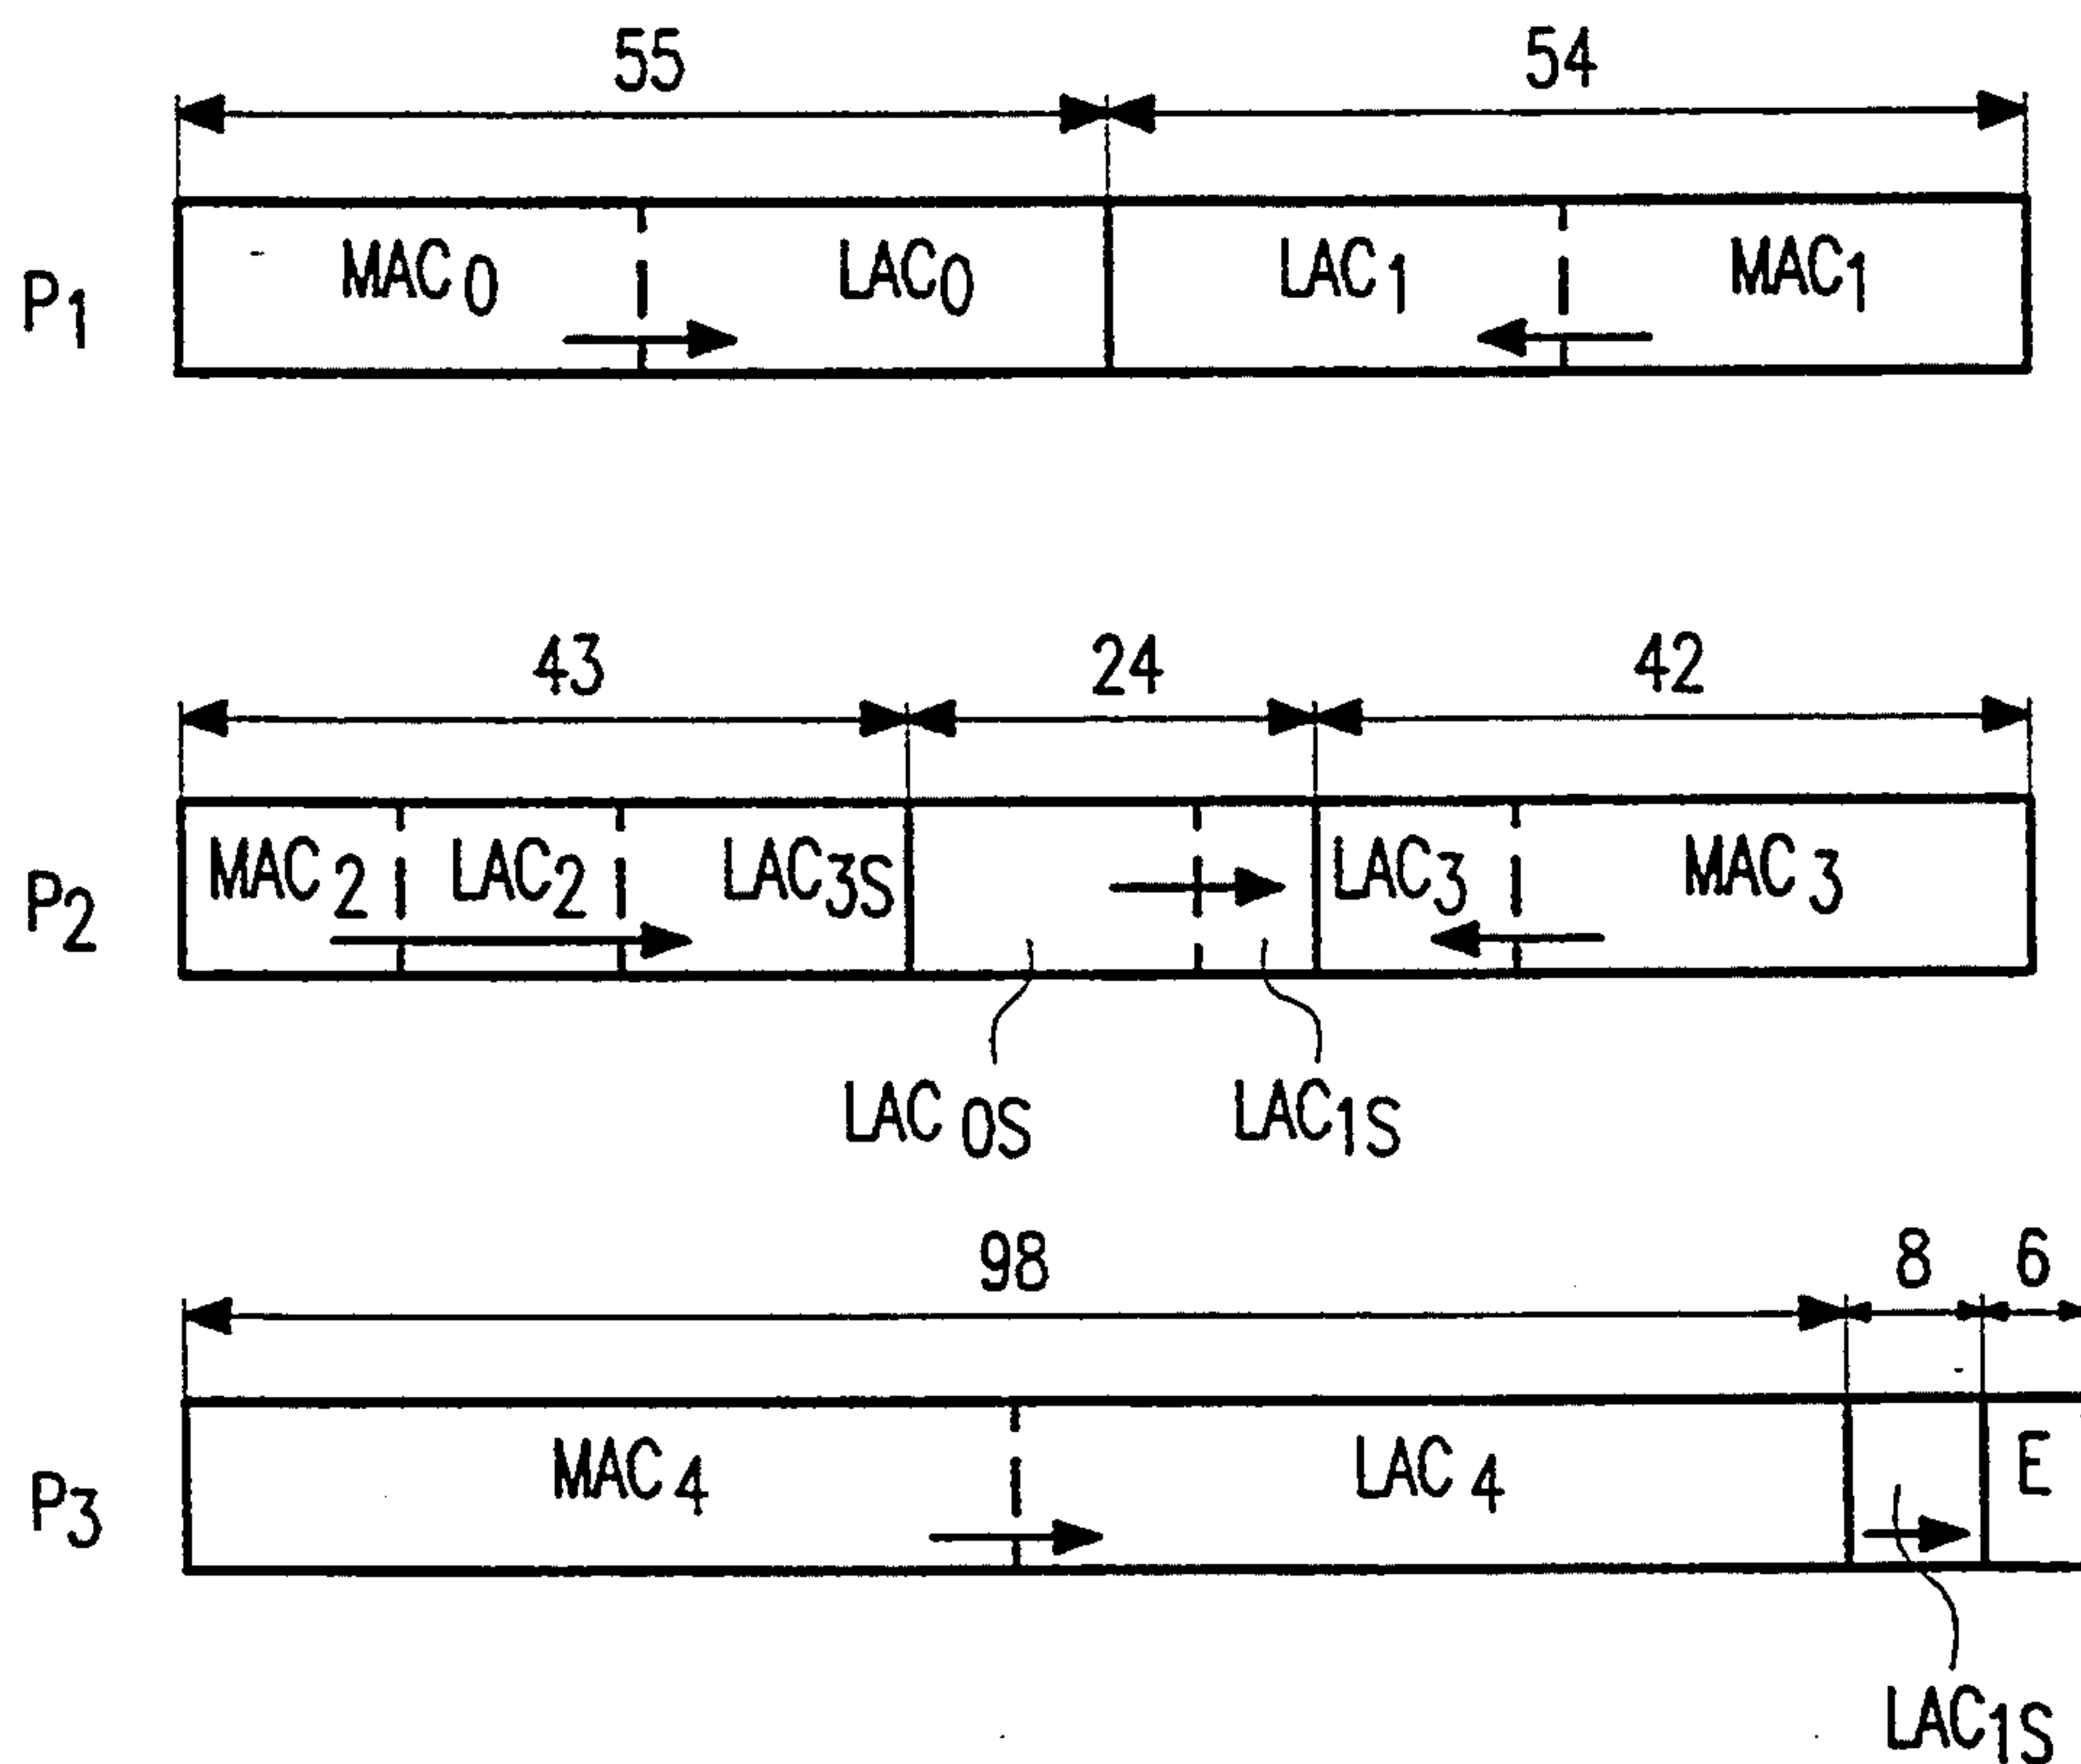 55 54
P1 MAC0 LAC0 LAC1 MAC1
43 24 42
P2 MAC2 LAC2 LAC3S LAC3 MAC3
LAC0S LAC1S
98 8 6
P3 MAC4 LAC4 E
LAC1S